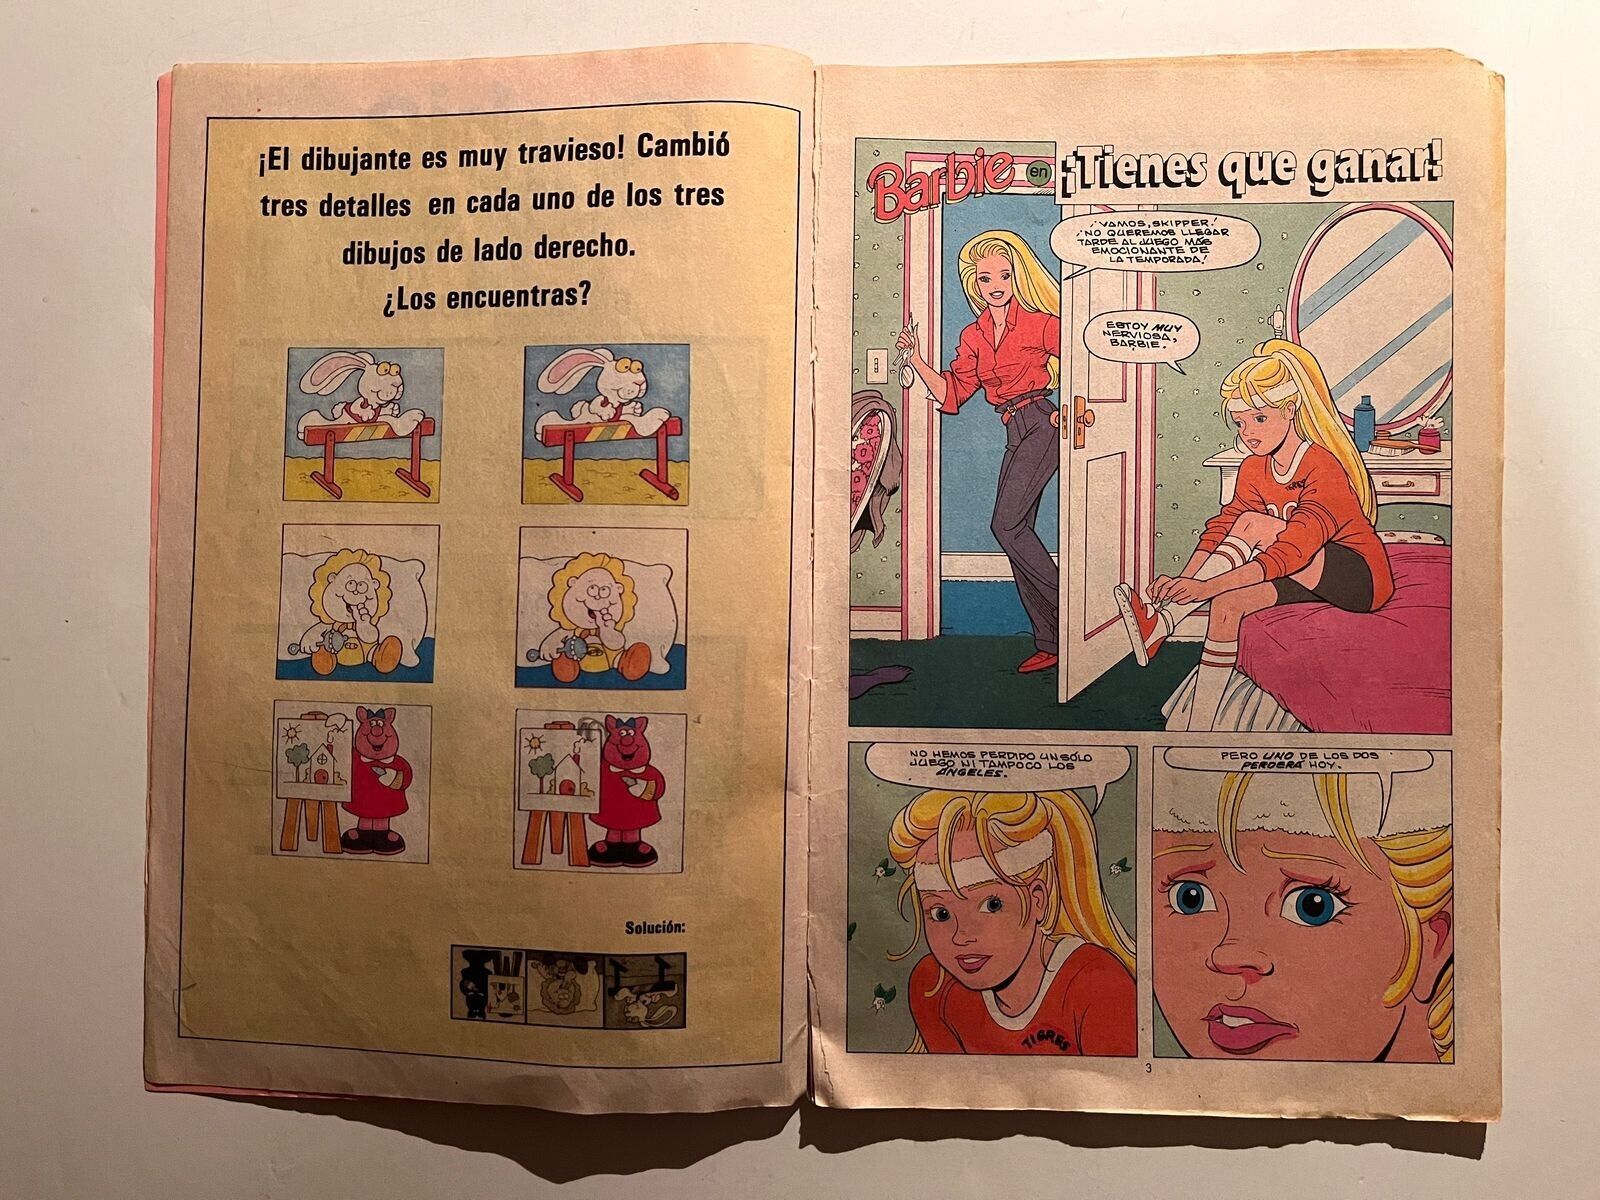 ¡El dibujante es muy travieso! Cambió
tres detalles en cada uno de los tres
dibujos de lado derecho.
¿Los encuentras?
Solución:
Barbie en ¡Tienes que ganar!
¡VAMOS, SKIPPER!
¡NO QUEREMOS LLEGAR
TARDE AL JUEGO MÁS
EMOCIONANTE DE
LA TEMPORADA!
ESTOY MUY
NERVIOSA,
BARBIE.
TIGRES
NO HEMOS PERDIDO UN SÓLO
JUEGO NI TAMPOCO LOS
ÁNGELES.
TIGRES
PERO UNO DE LOS DOS
PERDERÁ HOY.
3